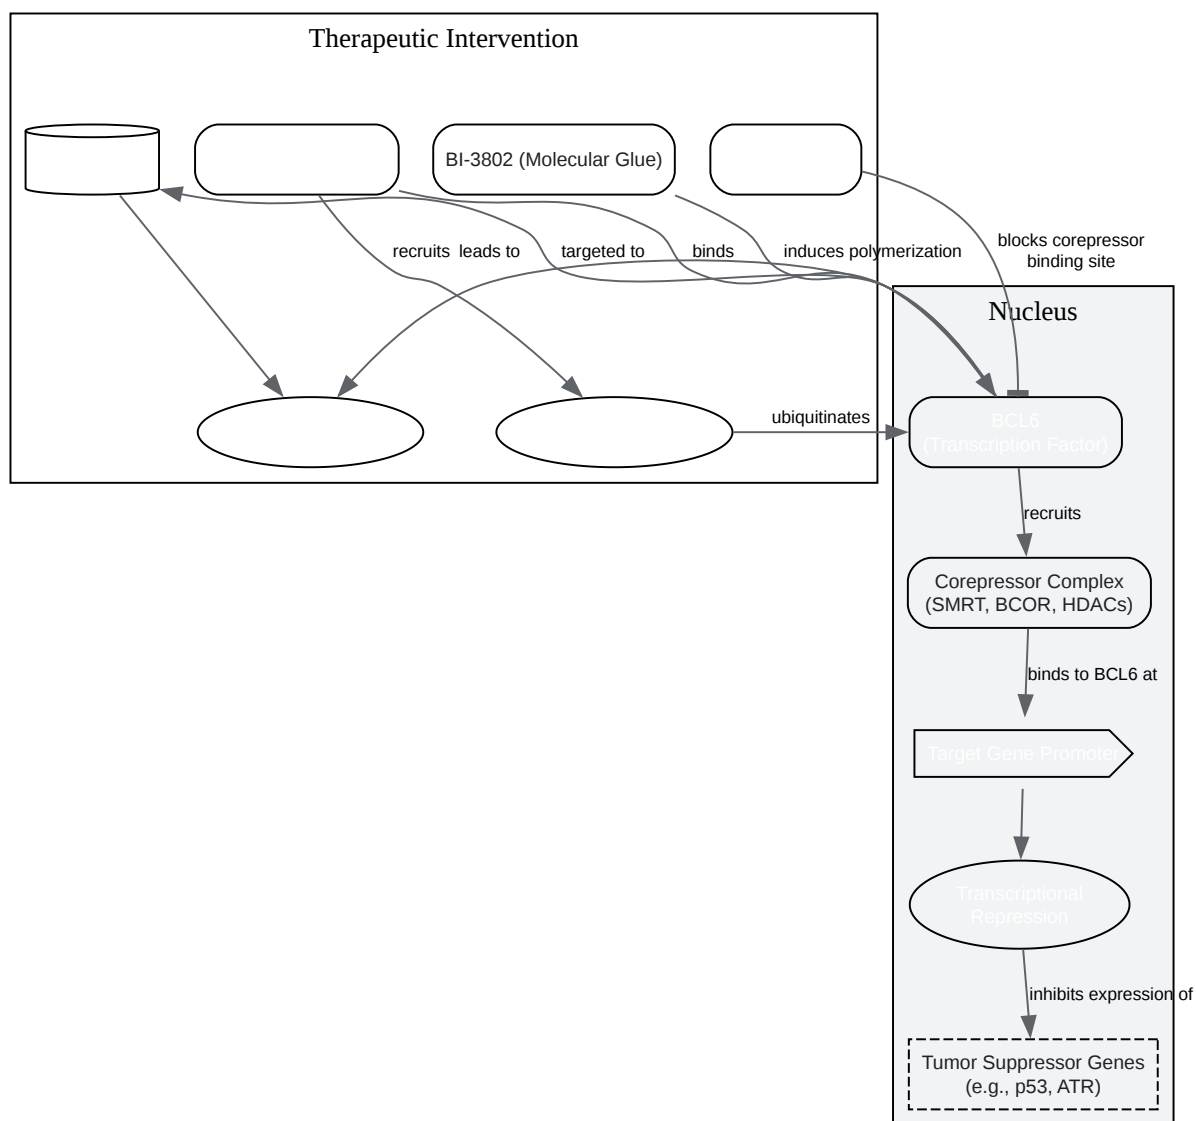 Therapeutic Intervention
BI-3802 (Molecular Glue)
recruits
leads to
targeted to
binds
induces polymerization
blocks corepressor
binding site
Nucleus
ubiquitinates
BCL6
(Transcription Factor)
recruits
Corepressor Complex
(SMRT, BCOR, HDACs)
binds to BCL6 at
Target Gene Promoter
Transcriptional
Repression
inhibits expression of
Tumor Suppressor Genes
(e.g., p53, ATR)